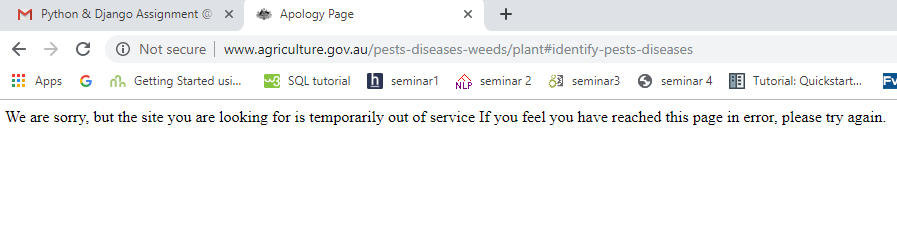 Python & Django Assignment @
Apology Page
Not secure | www.agriculture.gov.au/pests-diseases-weeds/plant#identify-pests-diseases
Apps G Getting Started usi... w3 SQL tutorial h seminar1 NLP seminar 2 seminar3 seminar 4 Tutorial: Quickstart... Fv
We are sorry, but the site you are looking for is temporarily out of service If you feel you have reached this page in error, please try again.